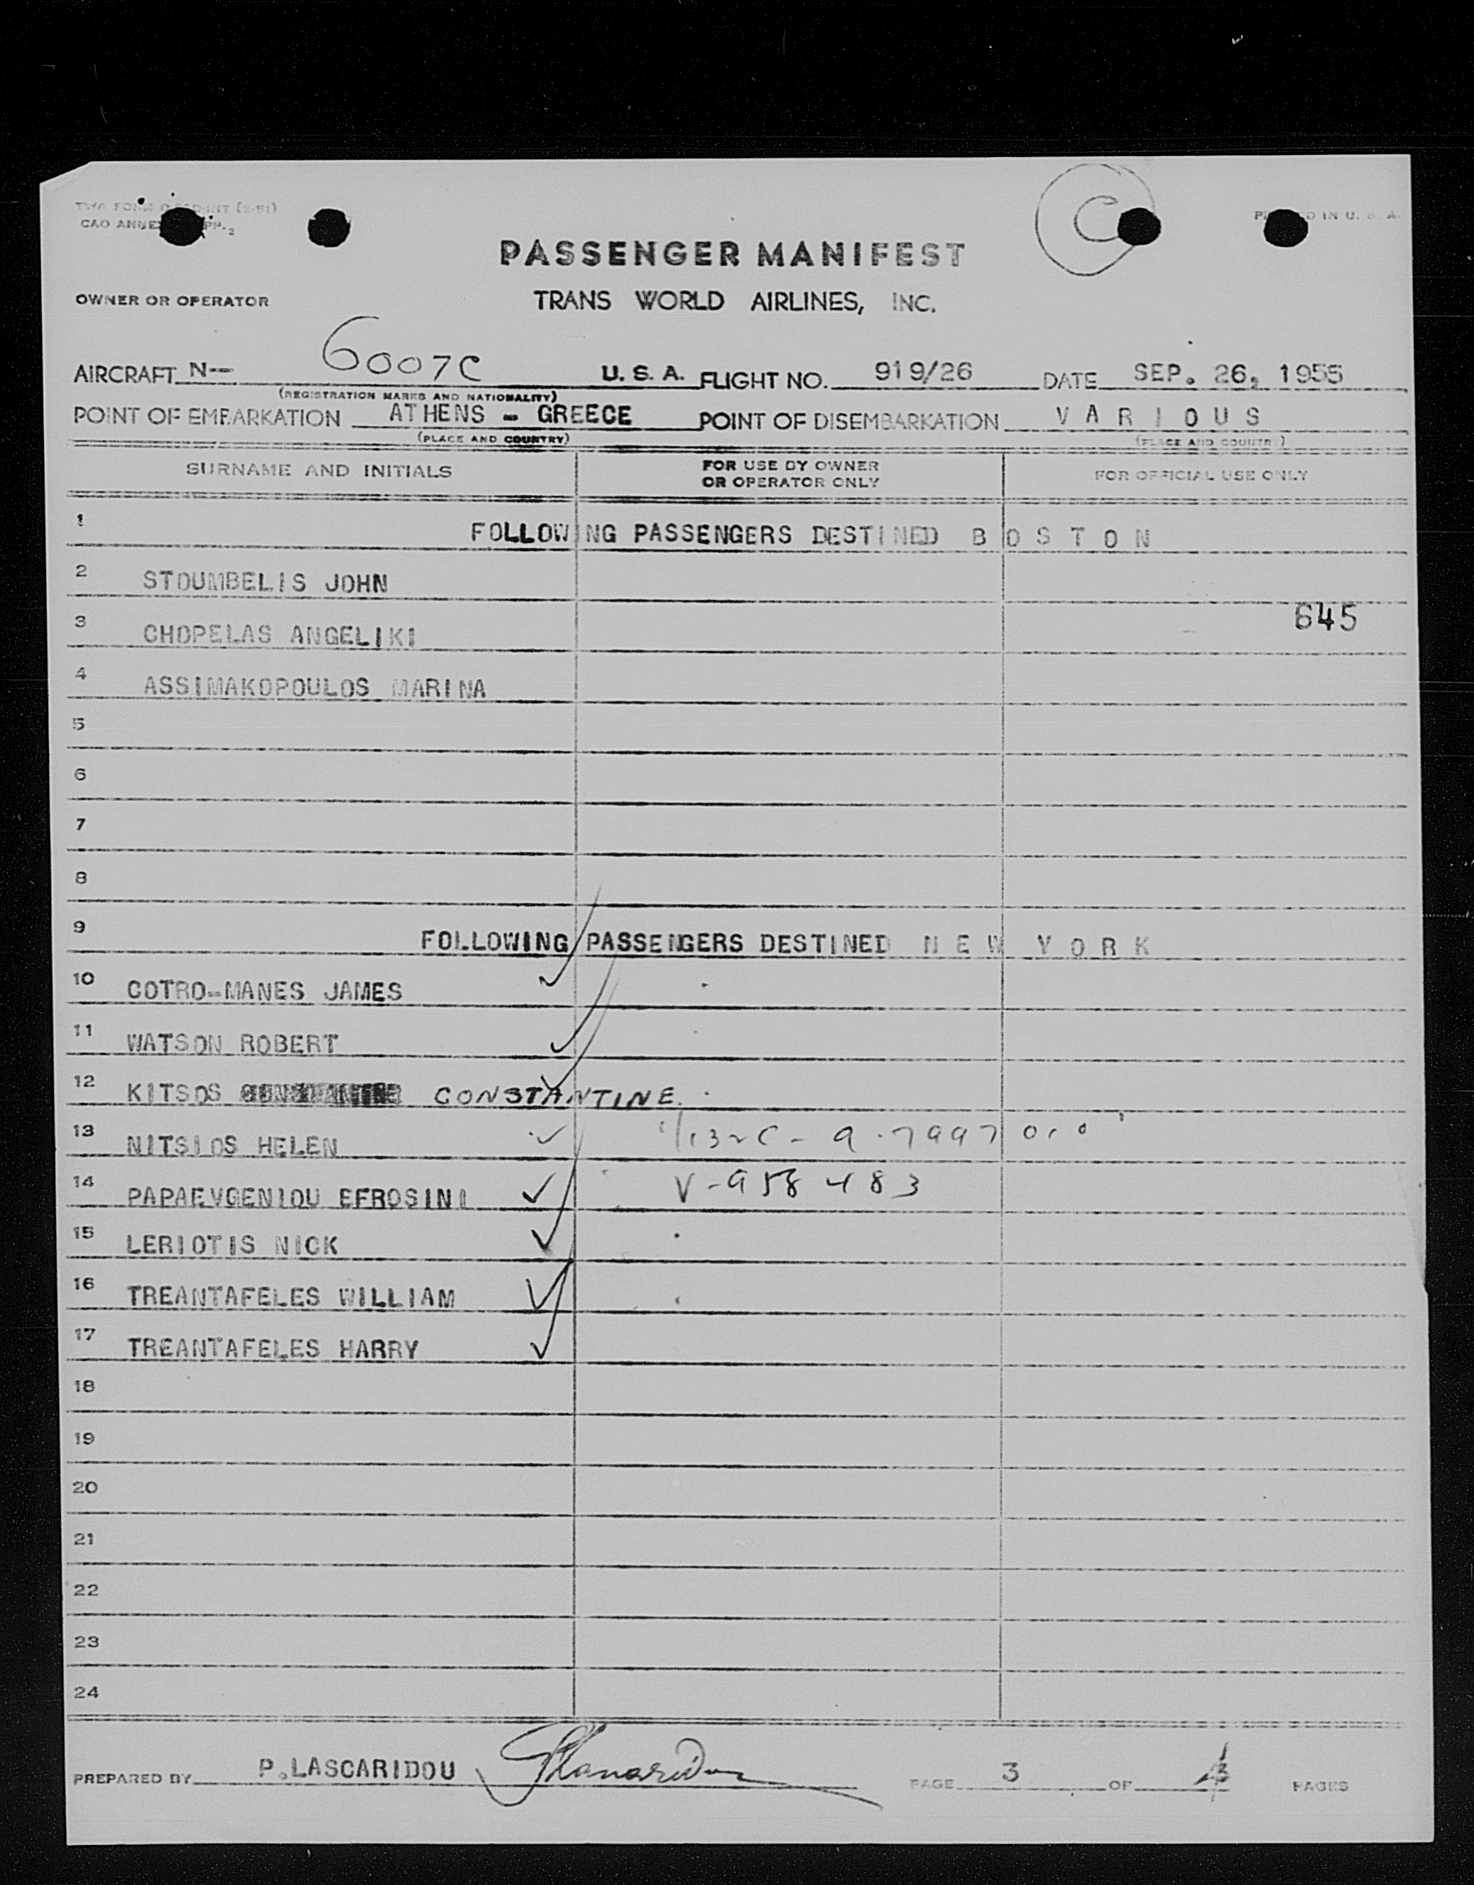 C
PASSENGER MANIFEST
OWNER OR OPERATOR TRANS WORLD AIRLINES, INC.
AIRCRAFT N-- 6007C U. S. A. FLIGHT NO. 919/26 DATE SEP. 26, 1955
(REGISTRATION MARKS AND NATIONALITY)
POINT OF EMBARKATION ATHENS - GREECE POINT OF DISEMBARKATION VARIOUS
(PLACE AND COUNTRY) (PLACE AND COUNTRY)
SURNAME AND INITIALS FOR USE BY OWNER OR OPERATOR ONLY FOR OFFICIAL USE ONLY
1 FOLLOWING PASSENGERS DESTINED BOSTON
2 STOUMBELIS JOHN
645
3 CHOPELAS ANGELIKI
4 ASSIMAKOPOULOS MARINA
5
6
7
8
9 FOLLOWING PASSENGERS DESTINED NEW YORK
10 COTRO-MANES JAMES
11 WATSON ROBERT
12 KITSOS CONSTANTINE.
13 NITSIOS HELEN
14 PAPAEVGENIOU EFROSINI V-958483
15 LERIOTIS NICK
16 TREANTAFELES WILLIAM
17 TREANTAFELES HARRY
18
19
20
21
22
23
24
PREPARED BY P.LASCARIDOU PAGE 3 OF PAGES